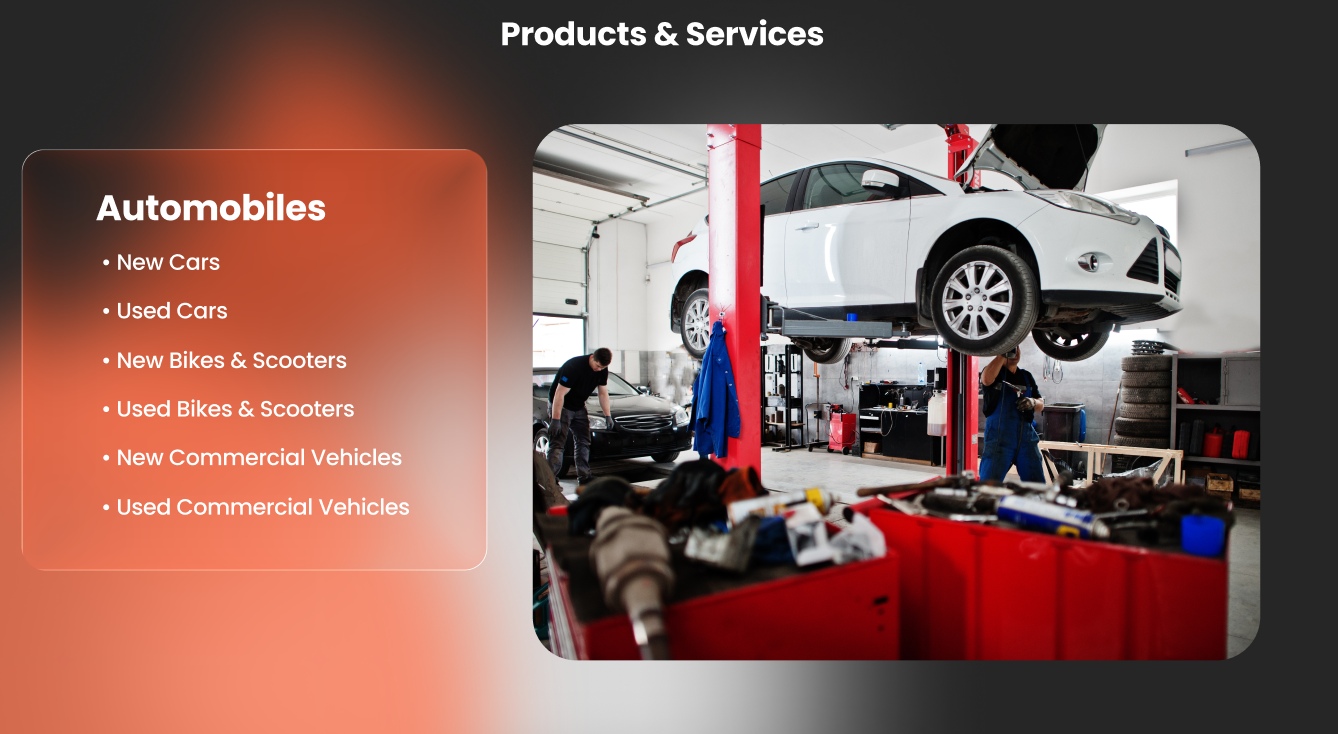 Products & Services
Automobiles
• New Cars
• Used Cars
• New Bikes & Scooters
• Used Bikes & Scooters
• New Commercial Vehicles
• Used Commercial Vehicles